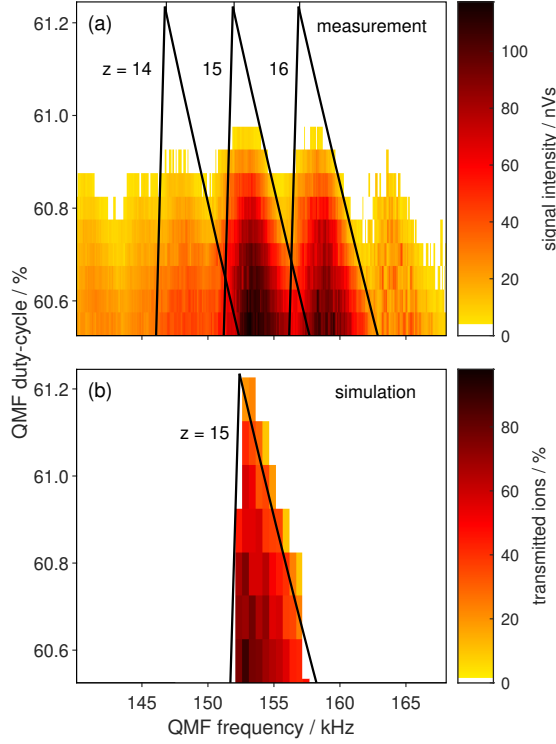 (a)
measurement
z = 14
15
16
61.2
61.0
60.8
60.6
100
80
60
40
20
0
signal intensity / nVs
QMF duty-cycle / %
(b)
simulation
z = 15
61.2
61.0
60.8
60.6
80
60
40
20
0
transmitted ions / %
145
150
155
160
165
QMF frequency / kHz